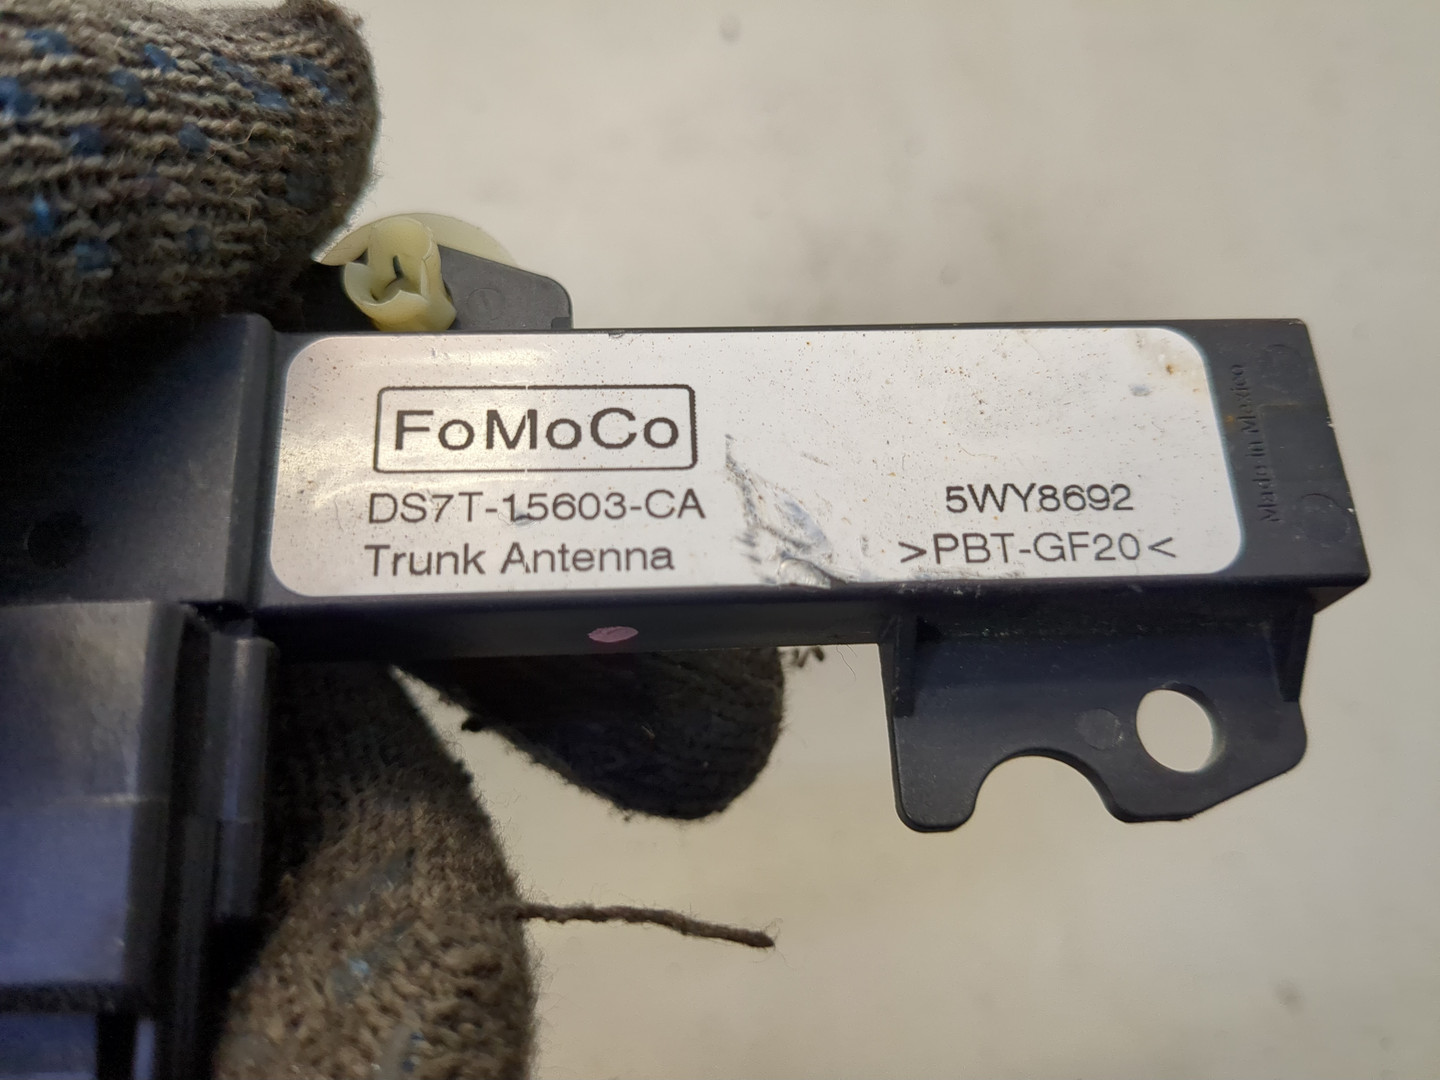 FoMoCo
DS7T-15603-CA
Trunk Antenna
5WY8692
>PBT-GF20<
Made in Mexico